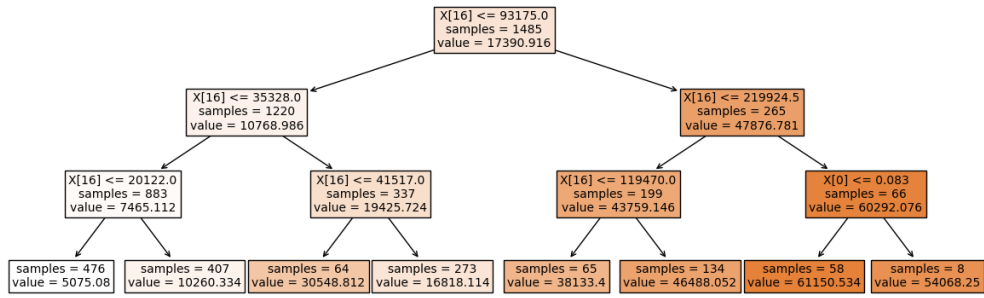 X[16] <= 93175.0
samples = 1485
value = 17390.916
X[16] <= 35328.0
samples = 1220
value = 10768.986
X[16] <= 219924.5
samples = 265
value = 47876.781
X[16] <= 20122.0
samples = 883
value = 7465.112
X[16] <= 41517.0
samples = 337
value = 19425.724
X[16] <= 119470.0
samples = 199
value = 43759.146
X[0] <= 0.083
samples = 66
value = 60292.076
samples = 476
value = 5075.08
samples = 407
value = 10260.334
samples = 64
value = 30548.812
samples = 273
value = 16818.114
samples = 65
value = 38133.4
samples = 134
value = 46488.052
samples = 58
value = 61150.534
samples = 8
value = 54068.25